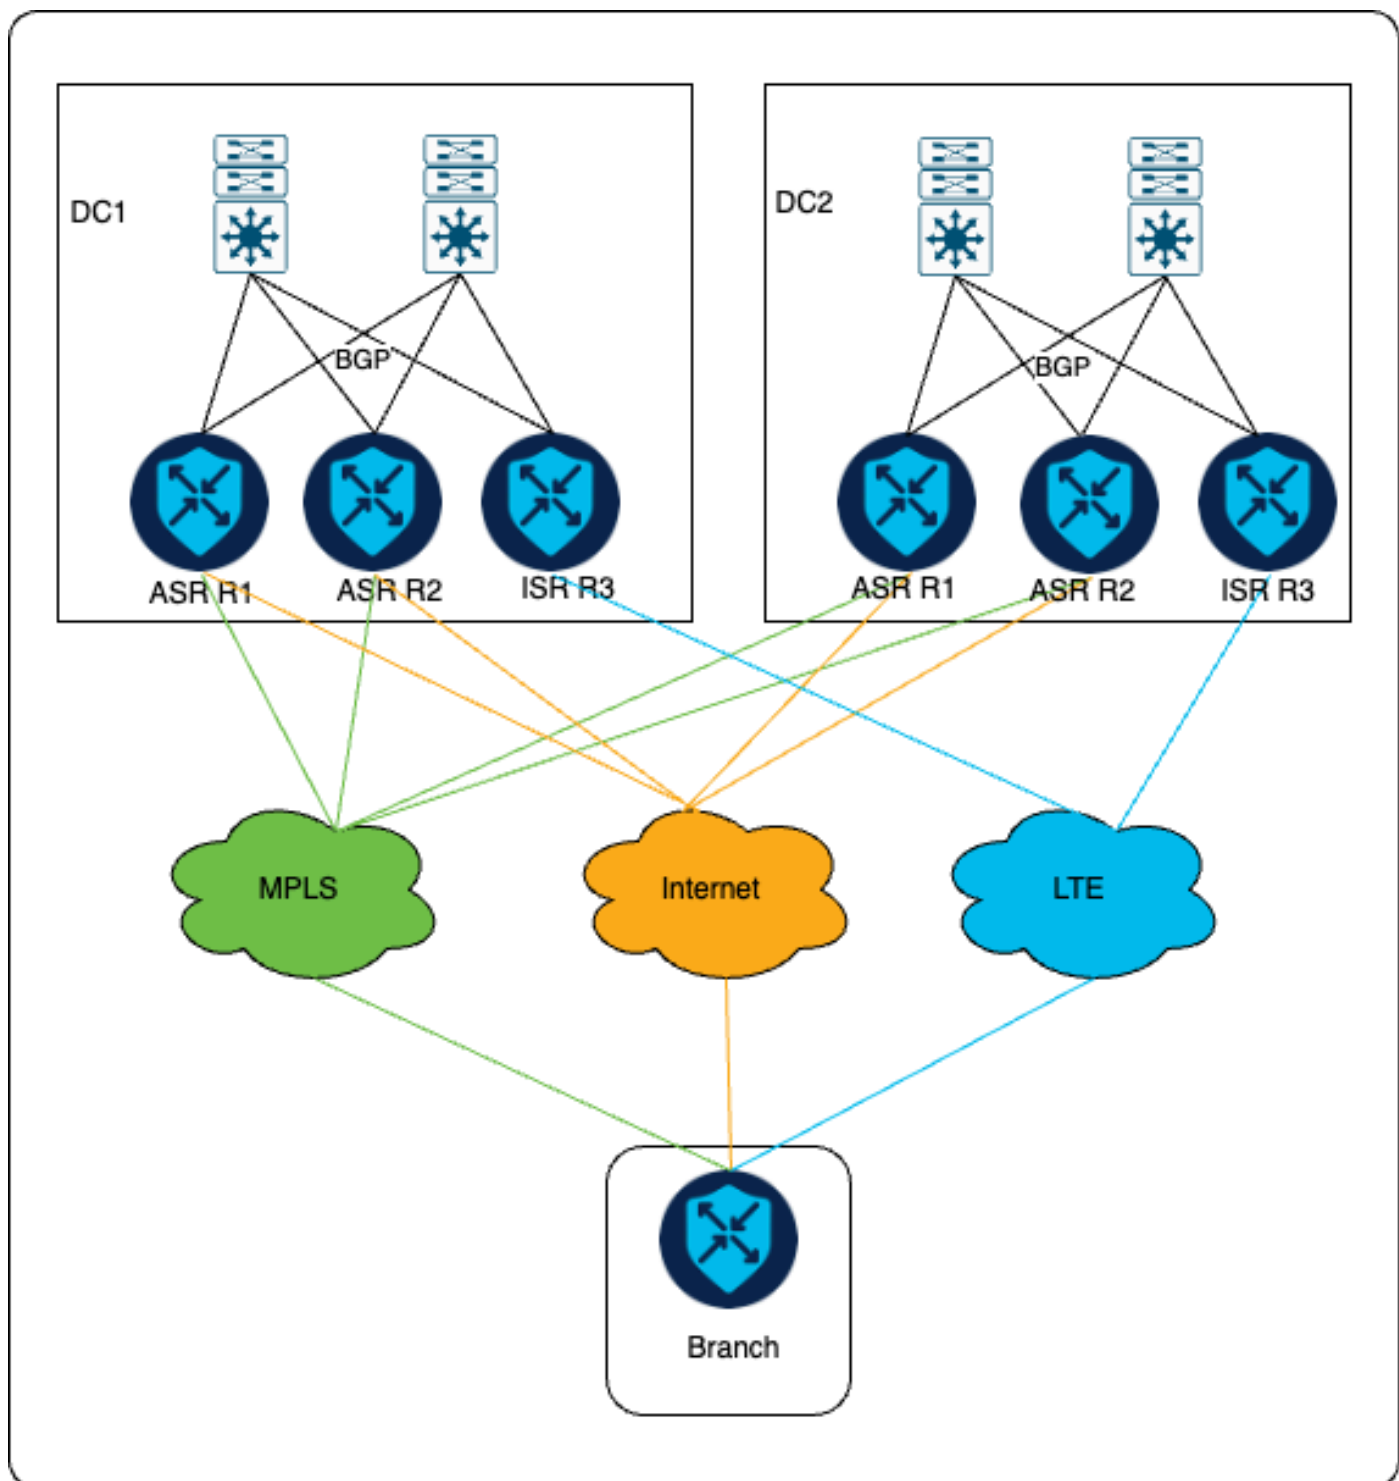 DC1
DC2
BGP
BGP
ASR R1
ASR R2
ISR R3
ASR R1
ASR R2
ISR R3
MPLS
Internet
LTE
Branch